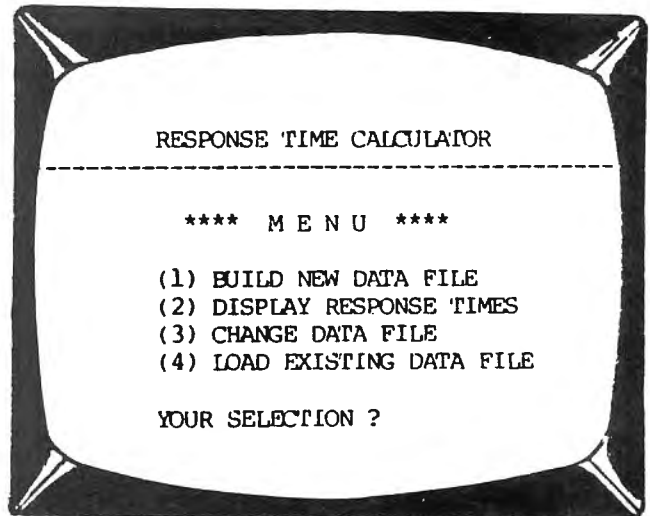 RESPONSE TIME CALCULATOR
**** M E N U ****
(1) BUILD NEW DATA FILE
(2) DISPLAY RESPONSE TIMES
(3) CHANGE DATA FILE
(4) LOAD EXISTING DATA FILE
YOUR SELECTION ?